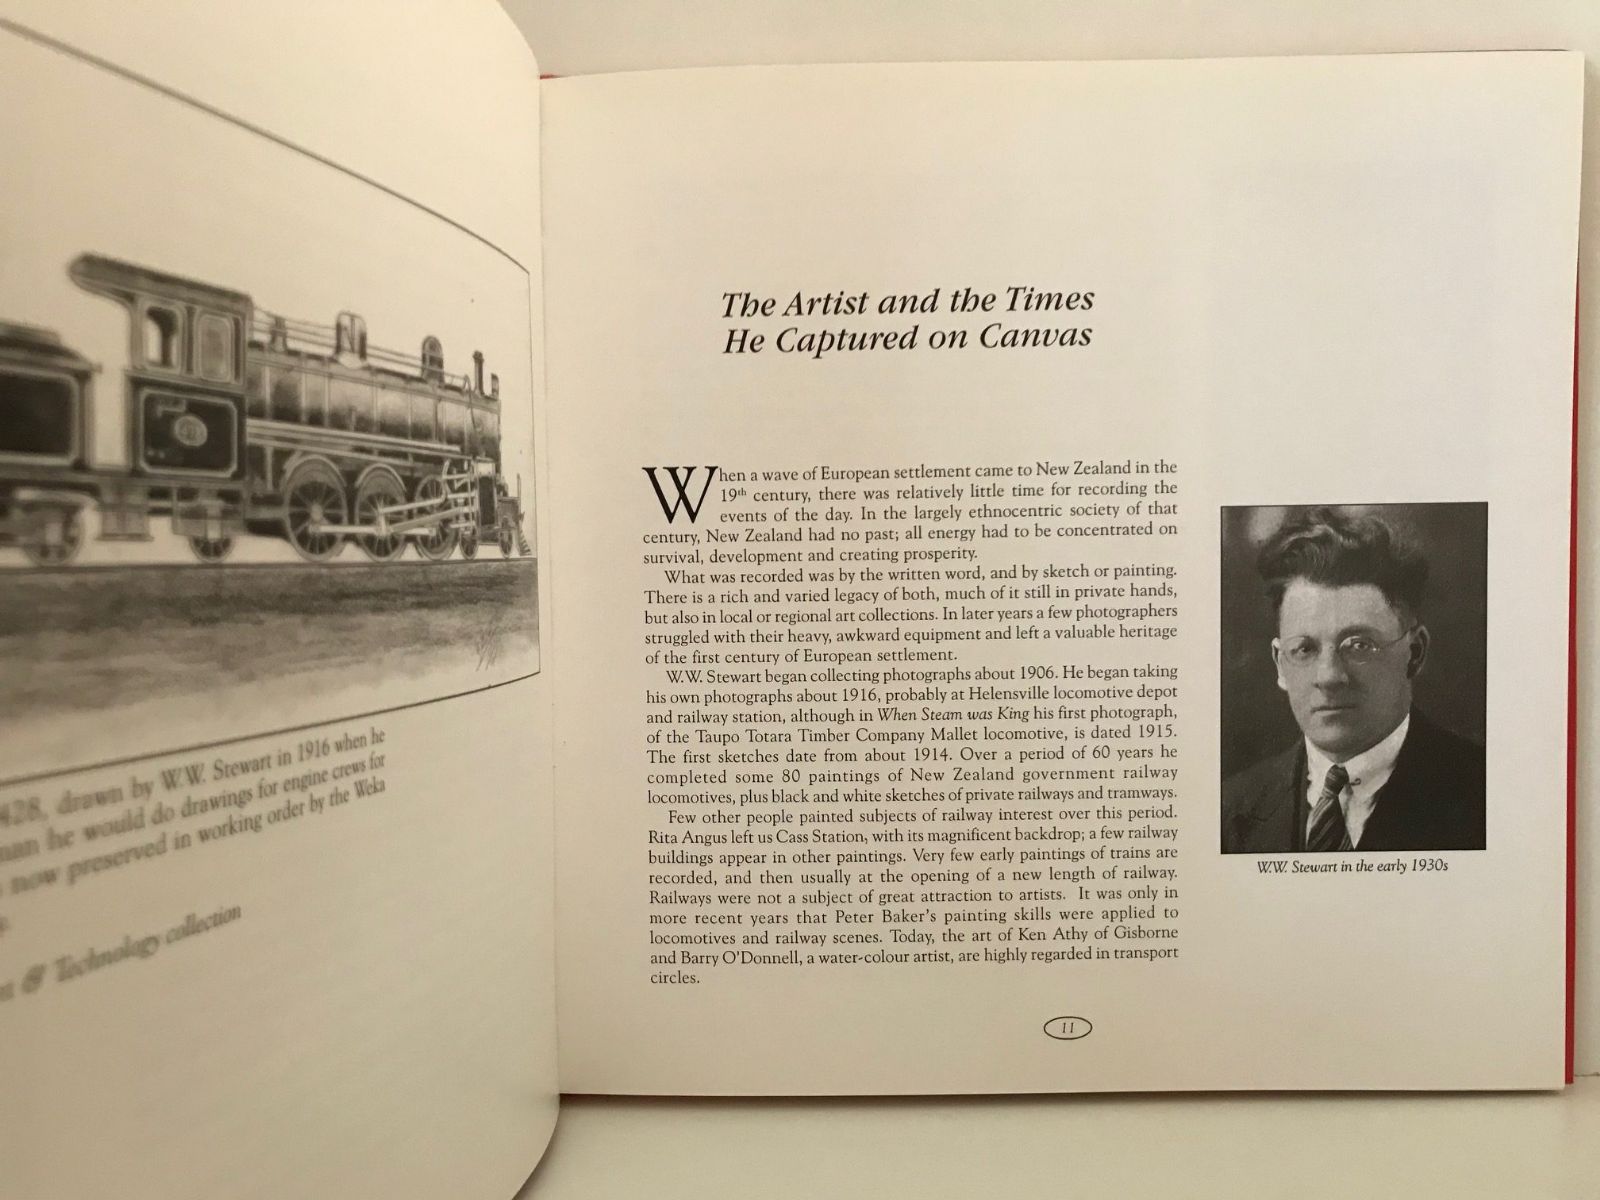 428, drawn by W.W. Stewart in 1916 when he
man he would do drawings for engine crews for
now preserved in working order by the Weka
& Technology collection
The Artist and the Times
He Captured on Canvas
When a wave of European settlement came to New Zealand in the
19th century, there was relatively little time for recording the
events of the day. In the largely ethnocentric society of that
century, New Zealand had no past; all energy had to be concentrated on
survival, development and creating prosperity.
What was recorded was by the written word, and by sketch or painting.
There is a rich and varied legacy of both, much of it still in private hands,
but also in local or regional art collections. In later years a few photographers
struggled with their heavy, awkward equipment and left a valuable heritage
of the first century of European settlement.
W.W. Stewart began collecting photographs about 1906. He began taking
his own photographs about 1916, probably at Helensville locomotive depot
and railway station, although in When Steam was King his first photograph,
of the Taupo Totara Timber Company Mallet locomotive, is dated 1915.
The first sketches date from about 1914. Over a period of 60 years he
completed some 80 paintings of New Zealand government railway
locomotives, plus black and white sketches of private railways and tramways.
Few other people painted subjects of railway interest over this period.
Rita Angus left us Cass Station, with its magnificent backdrop; a few railway
buildings appear in other paintings. Very few early paintings of trains are
recorded, and then usually at the opening of a new length of railway.
Railways were not a subject of great attraction to artists. It was only in
more recent years that Peter Baker's painting skills were applied to
locomotives and railway scenes. Today, the art of Ken Athy of Gisborne
and Barry O'Donnell, a water-colour artist, are highly regarded in transport
circles.
W.W. Stewart in the early 1930s
11